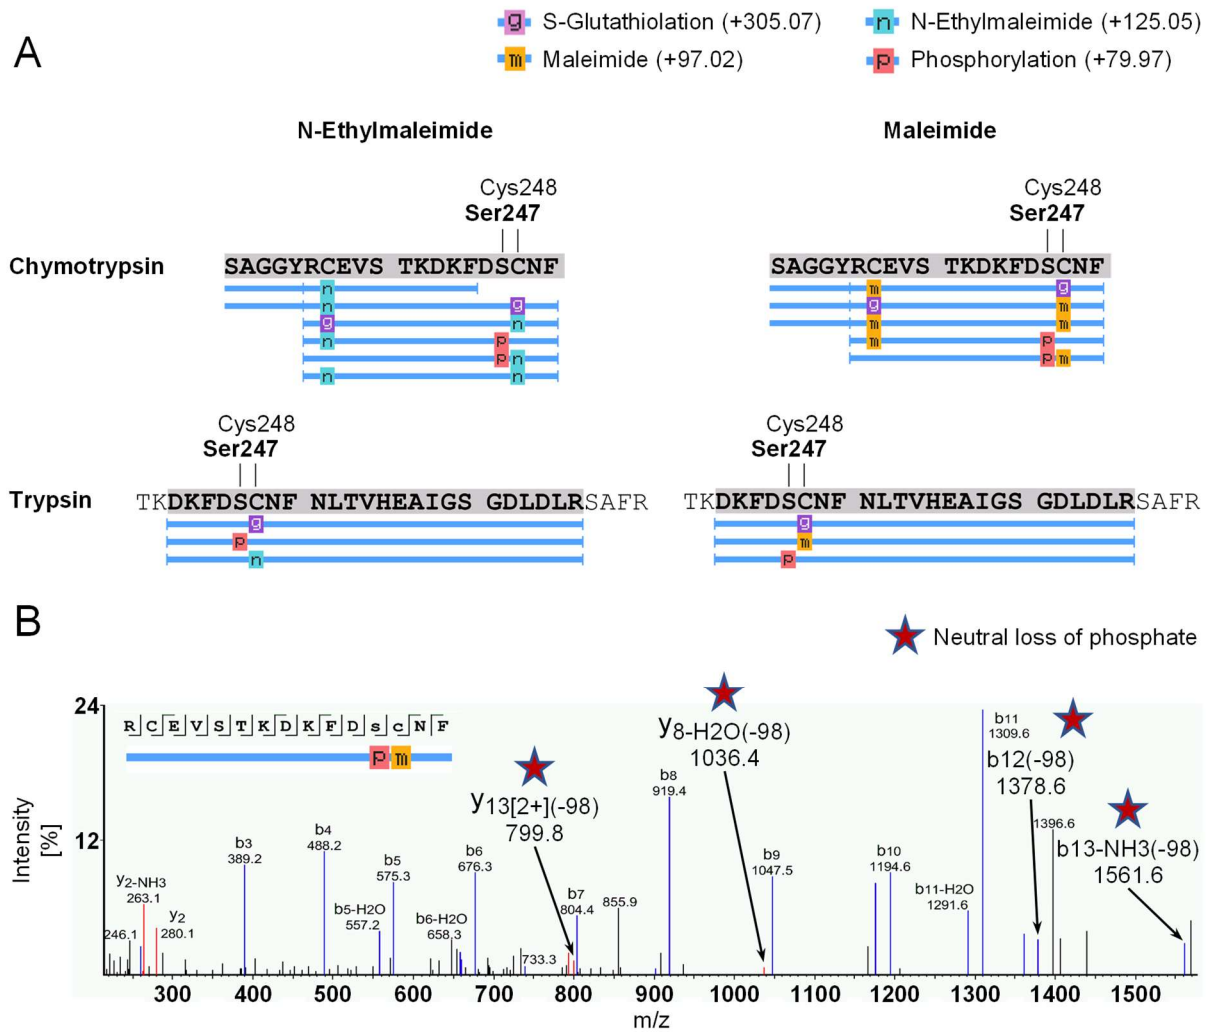 A
g S-Glutathiolation (+305.07)
n N-Ethylmaleimide (+125.05)
m Maleimide (+97.02)
p Phosphorylation (+79.97)
N-Ethylmaleimide
Maleimide
Cys248
Ser247
Cys248
Ser247
Chymotrypsin
SAGGYRCEVS TKDKFDSCNF
SAGGYRCEVS TKDKFDSCNF
n
n g
g n
n p
p n
n n
m g
g m
m m
m p
p m
Cys248
Ser247
Cys248
Ser247
Trypsin
TKDKFDSCNF NLTVHEAIGS GDLDLRSAFR
TKDKFDSCNF NLTVHEAIGS GDLDLRSAFR
g
p
n
g
m
p
B
Neutral loss of phosphate
24
12
Intensity
[%]
R C E V S T K D K F D s c N F
p m
y2-NH3
263.1
246.1
y2
280.1
b3
389.2
b4
488.2
b5-H2O
557.2
b5
575.3
b6-H2O
658.3
b6
676.3
733.3
y13[2+](-98)
799.8
b7
804.4
855.9
b8
919.4
y8-H2O(-98)
1036.4
b9
1047.5
b10
1194.6
b11-H2O
1291.6
b11
1309.6
b12(-98)
1378.6
1396.6
b13-NH3(-98)
1561.6
300 400 500 600 700 800 900 1000 1100 1200 1300 1400 1500
m/z